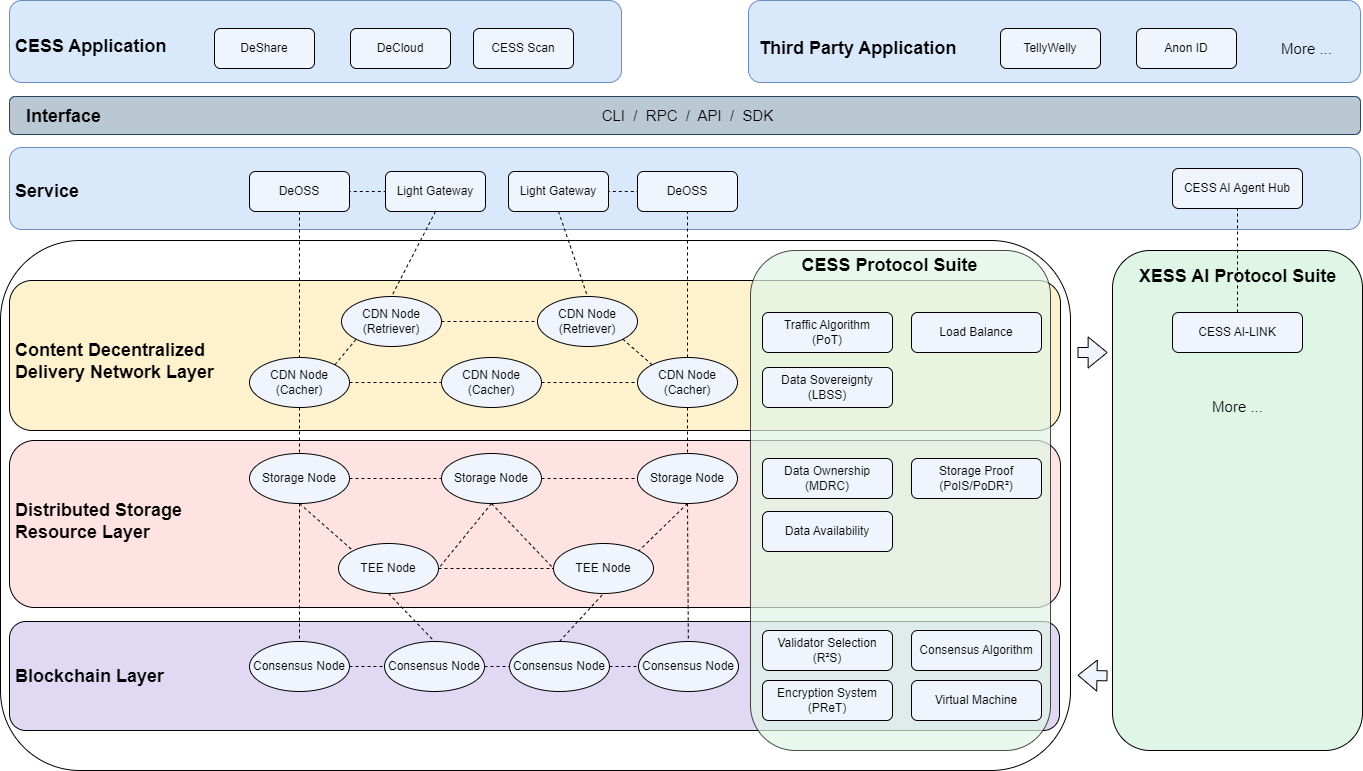 CESS Application
DeShare
DeCloud
CESS Scan
Third Party Application
TellyWelly
Anon ID
More ...
Interface
CLI / RPC / API / SDK
Service
DeOSS
Light Gateway
Light Gateway
DeOSS
CESS AI Agent Hub
CESS Protocol Suite
XESS AI Protocol Suite
Content Decentralized
Delivery Network Layer
CDN Node
(Retriever)
CDN Node
(Retriever)
CDN Node
(Cacher)
CDN Node
(Cacher)
CDN Node
(Cacher)
Traffic Algorithm
(PoT)
Load Balance
Data Sovereignty
(LBSS)
CESS AI-LINK
More ...
Distributed Storage
Resource Layer
Storage Node
Storage Node
Storage Node
TEE Node
TEE Node
Data Ownership
(MDRC)
Storage Proof
(PoIS/PoDR²)
Data Availability
Blockchain Layer
Consensus Node
Consensus Node
Consensus Node
Consensus Node
Validator Selection
(R²S)
Consensus Algorithm
Encryption System
(PReT)
Virtual Machine